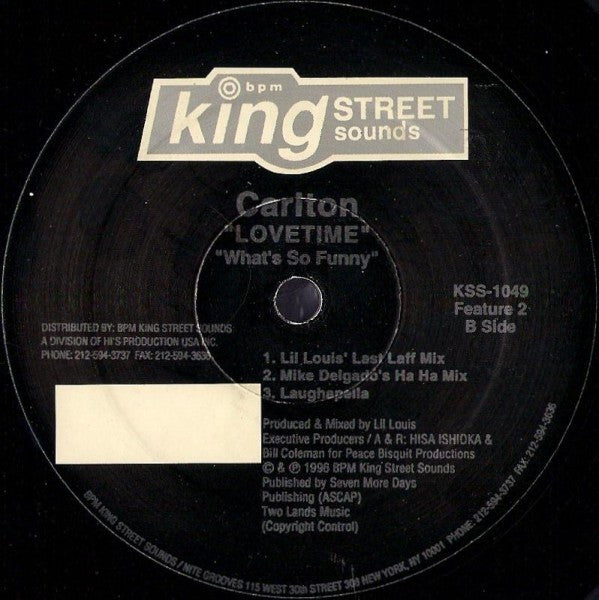 bpm
king STREET
sounds
Carlton
"LOVETIME"
"What's So Funny"
KSS-1049
Feature 2
B Side
DISTRIBUTED BY: BPM KING STREET SOUNDS
A DIVISION OF HI'S PRODUCTION USA INC.
PHONE: 212-594-3737 FAX: 212-594-3636
1. Lil Louis' Last Laff Mix
2. Mike Delgado's Ha Ha Mix
3. Laughapella
Produced & Mixed by Lil Louis
Executive Producers / A & R: HISA ISHIOKA &
Bill Coleman for Peace Bisquit Productions
© & ℗ 1996 BPM King Street Sounds
Published by Seven More Days
Publishing (ASCAP)
Two Lands Music
(Copyright Control)
BPM KING STREET SOUNDS / NITE GROOVES 115 WEST 30th STREET 308 NEW YORK, NY 10001 PHONE: 212-594-3737 FAX: 212-594-3636